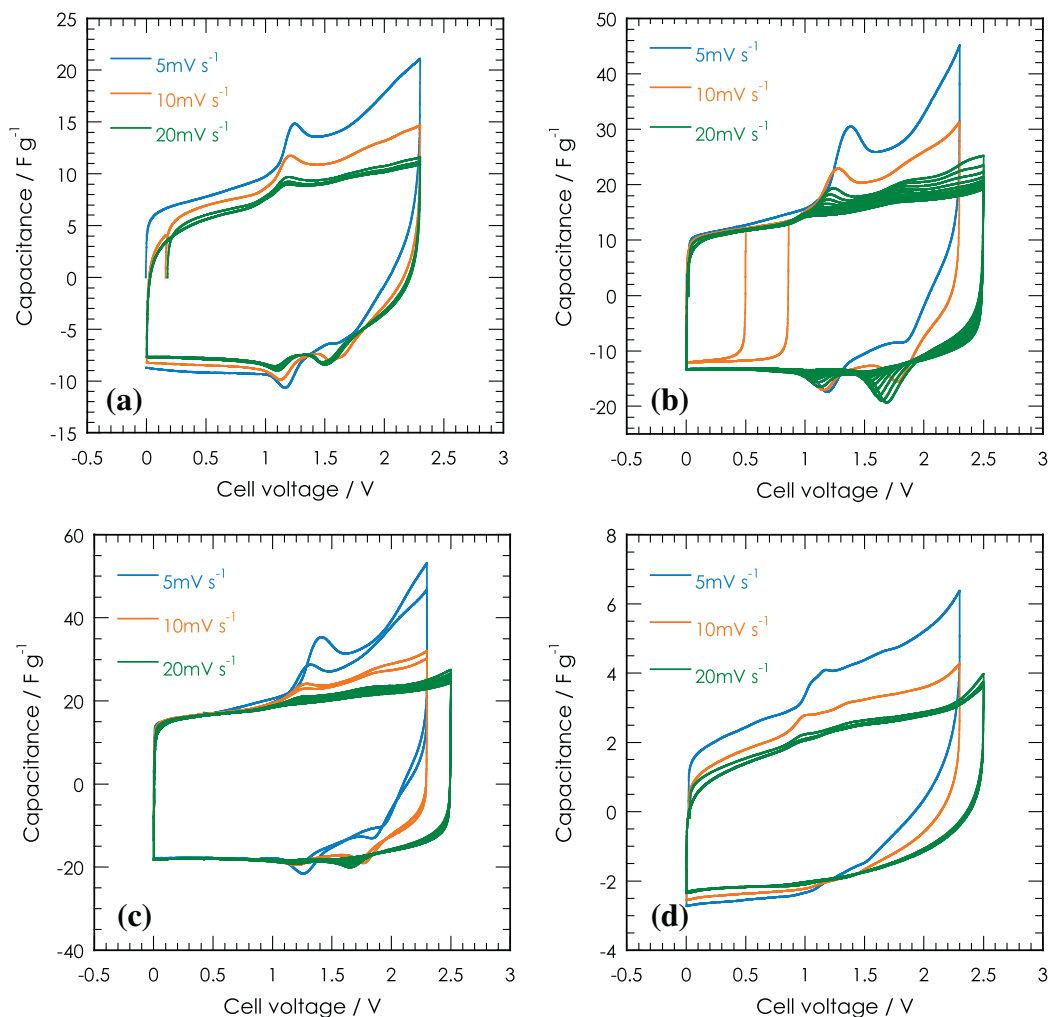 25
20
15
10
5
0
-5
-10
-15
5mV s⁻¹
10mV s⁻¹
20mV s⁻¹
Capacitance / F g⁻¹
(a)
-0.5 0 0.5 1 1.5 2 2.5 3
Cell voltage / V
50
40
30
20
10
0
-10
-20
5mV s⁻¹
10mV s⁻¹
20mV s⁻¹
Capacitance / F g⁻¹
(b)
-0.5 0 0.5 1 1.5 2 2.5 3
Cell voltage / V
60
40
20
0
-20
-40
5mV s⁻¹
10mV s⁻¹
20mV s⁻¹
Capacitance / F g⁻¹
(c)
-0.5 0 0.5 1 1.5 2 2.5 3
Cell voltage / V
8
6
4
2
0
-2
-4
5mV s⁻¹
10mV s⁻¹
20mV s⁻¹
Capacitance / F g⁻¹
(d)
-0.5 0 0.5 1 1.5 2 2.5 3
Cell voltage / V